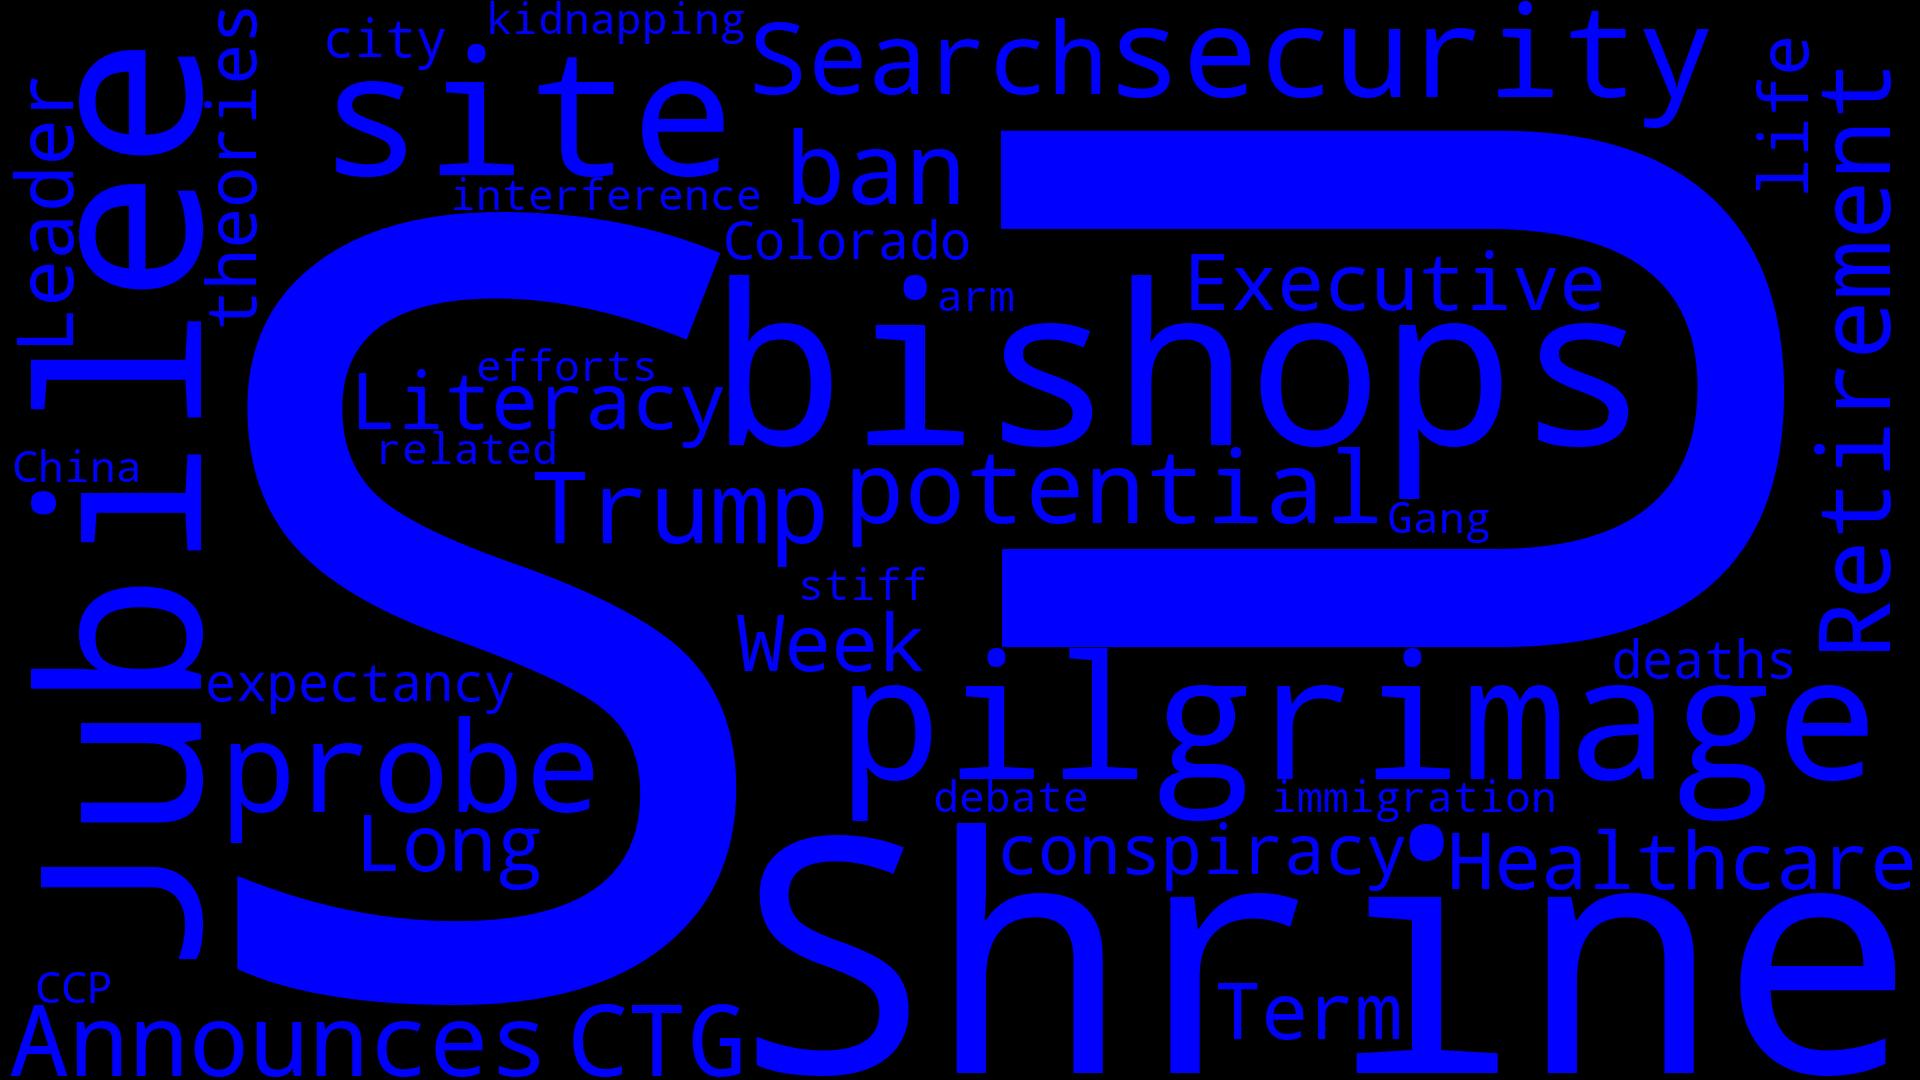 kidnapping
city
Search
security
site
life
Leader
theories
ban
interference
Retirement
Colorado
U
S
Executive
arm
bishops
efforts
Literacy
related
China
Jubilee
Trump
potential
Gang
stiff
Week
deaths
expectancy
pilgrimage
probe
debate
immigration
Long
conspiracy
Healthcare
Shrine
CCP
Term
Announces
CTG